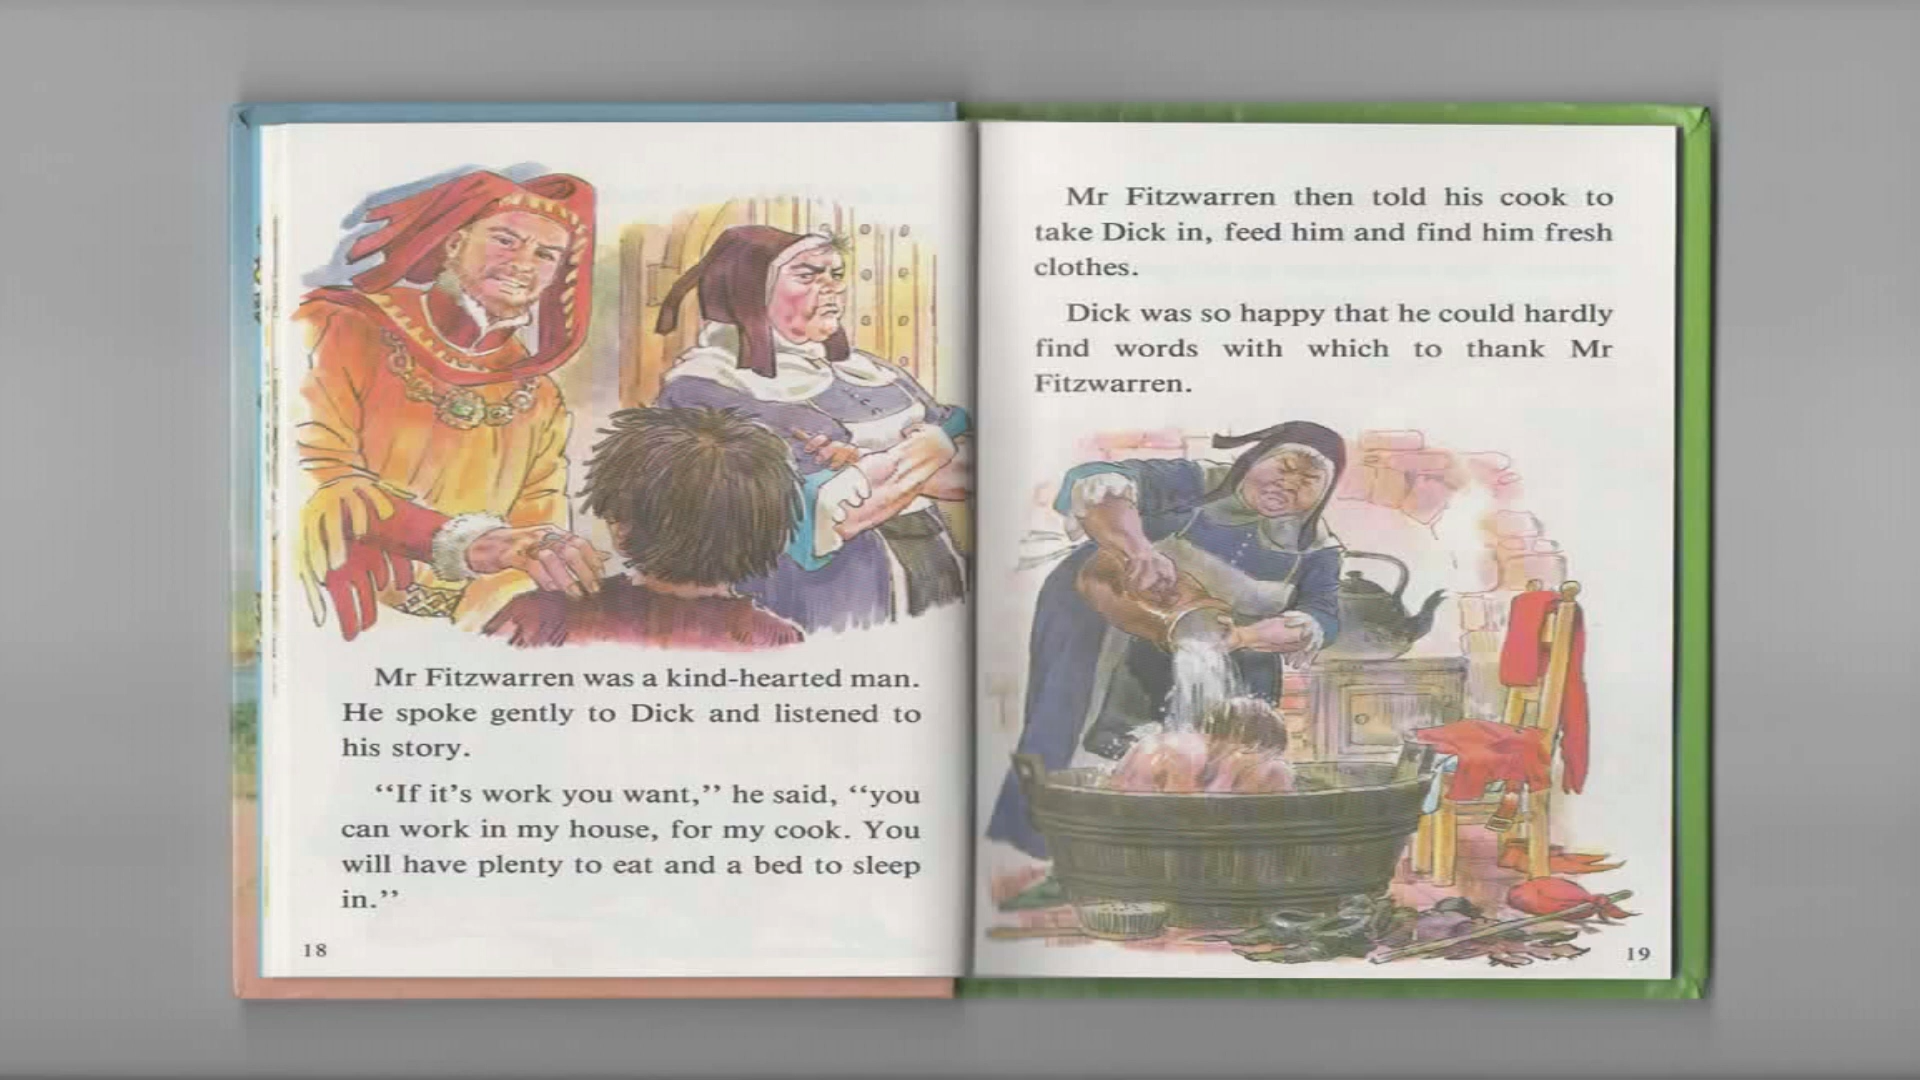 Mr Fitzwarren was a kind-hearted man.
He spoke gently to Dick and listened to
his story.
“If it’s work you want,” he said, “you
can work in my house, for my cook. You
will have plenty to eat and a bed to sleep
in.”
18
Mr Fitzwarren then told his cook to
take Dick in, feed him and find him fresh
clothes.
Dick was so happy that he could hardly
find words with which to thank Mr
Fitzwarren.
19